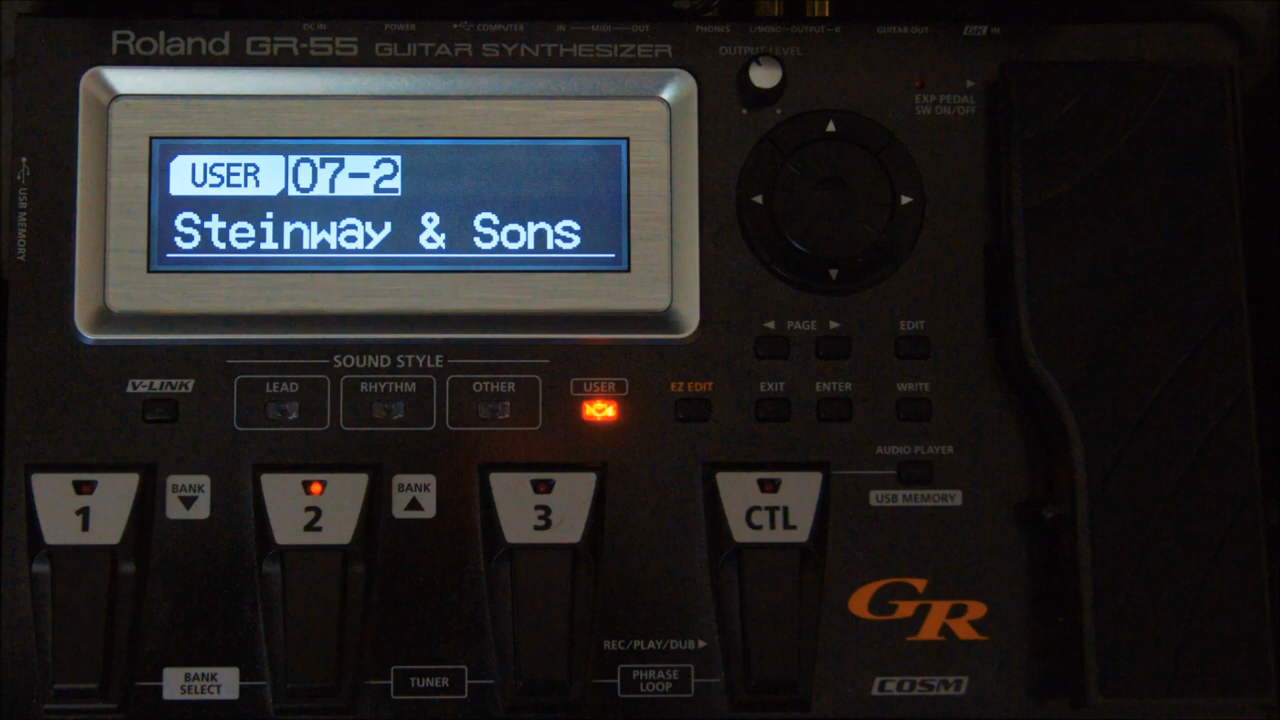 DC IN POWER COMPUTER IN MIDI OUT PHONES L/MONO OUTPUT R GUITAR OUT GK IN
Roland GR-55 GUITAR SYNTHESIZER
OUTPUT LEVEL
EXP PEDAL
SW ON/OFF
USB MEMORY
USER 07-2
Steinway & Sons
PAGE EDIT
SOUND STYLE
V-LINK LEAD RHYTHM OTHER USER EZ EDIT EXIT ENTER WRITE
AUDIO PLAYER
USB MEMORY
1 BANK 2 BANK 3 CTL
GR
REC/PLAY/DUB
BANK
SELECT
TUNER
PHRASE
LOOP
COSM